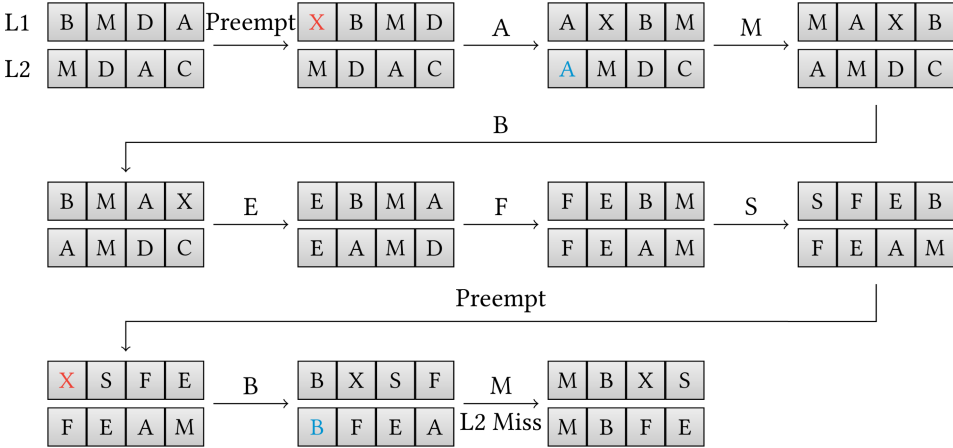 L1 B M D A Preempt X B M D A A X B M M M A X B
L2 M D A C M D A C A M D C A M D C
B
B M A X E E B M A F F E B M S S F E B
A M D C E A M D F E A M F E A M
Preempt
X S F E B B X S F M M B X S
F E A M B F E A L2 Miss M B F E